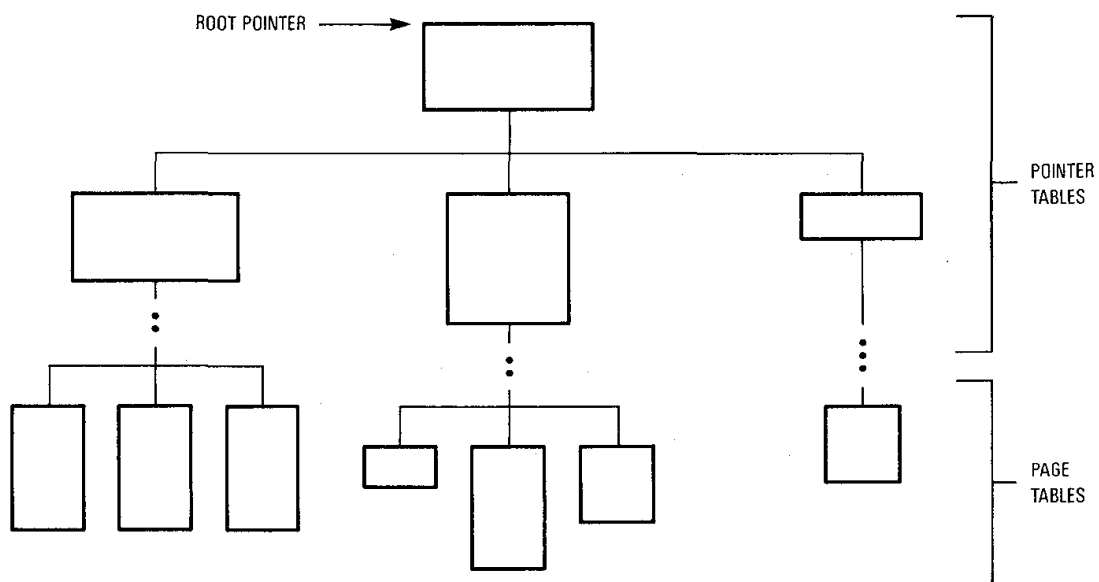 ROOT POINTER
POINTER
TABLES
PAGE
TABLES